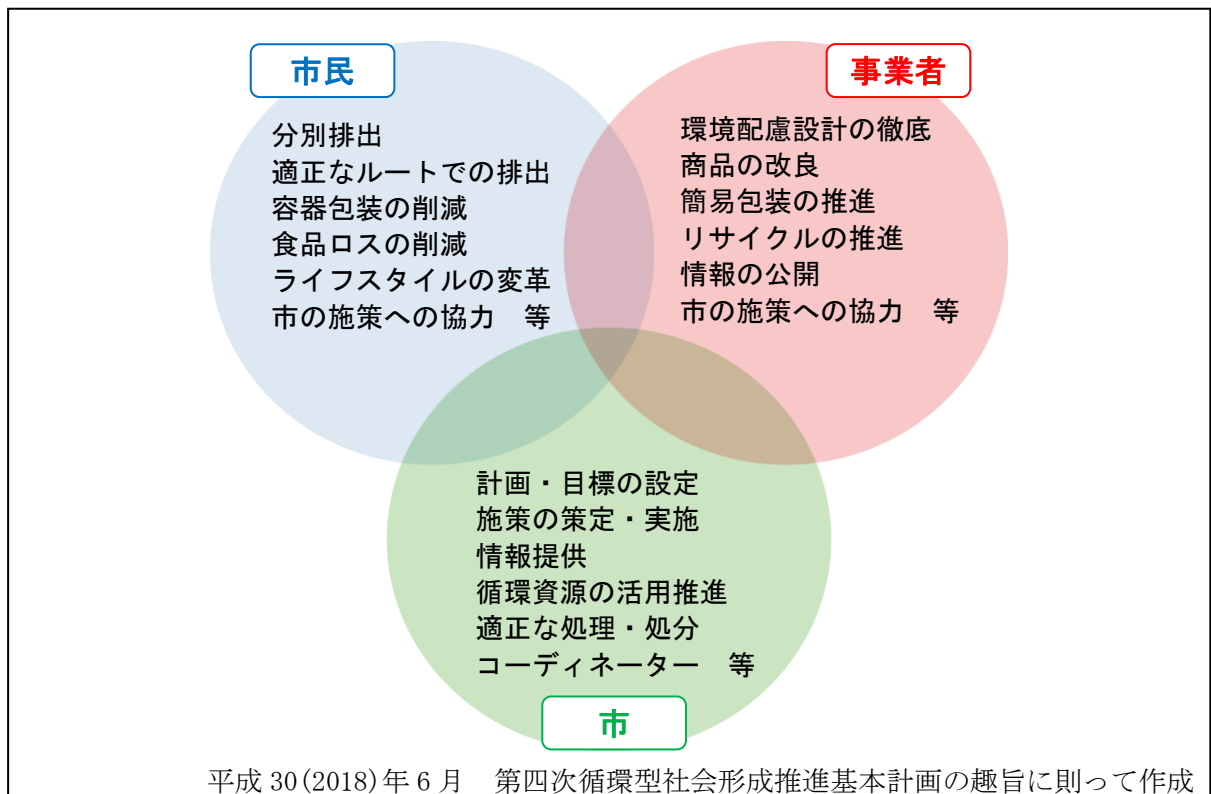 市民
分別排出
適正なルートでの排出
容器包装の削減
食品ロスの削減
ライフスタイルの変革
市の施策への協力　等
事業者
環境配慮設計の徹底
商品の改良
簡易包装の推進
リサイクルの推進
情報の公開
市の施策への協力　等
計画・目標の設定
施策の策定・実施
情報提供
循環資源の活用推進
適正な処理・処分
コーディネーター　等
市
平成 30(2018)年 6 月　第四次循環型社会形成推進基本計画の趣旨に則って作成